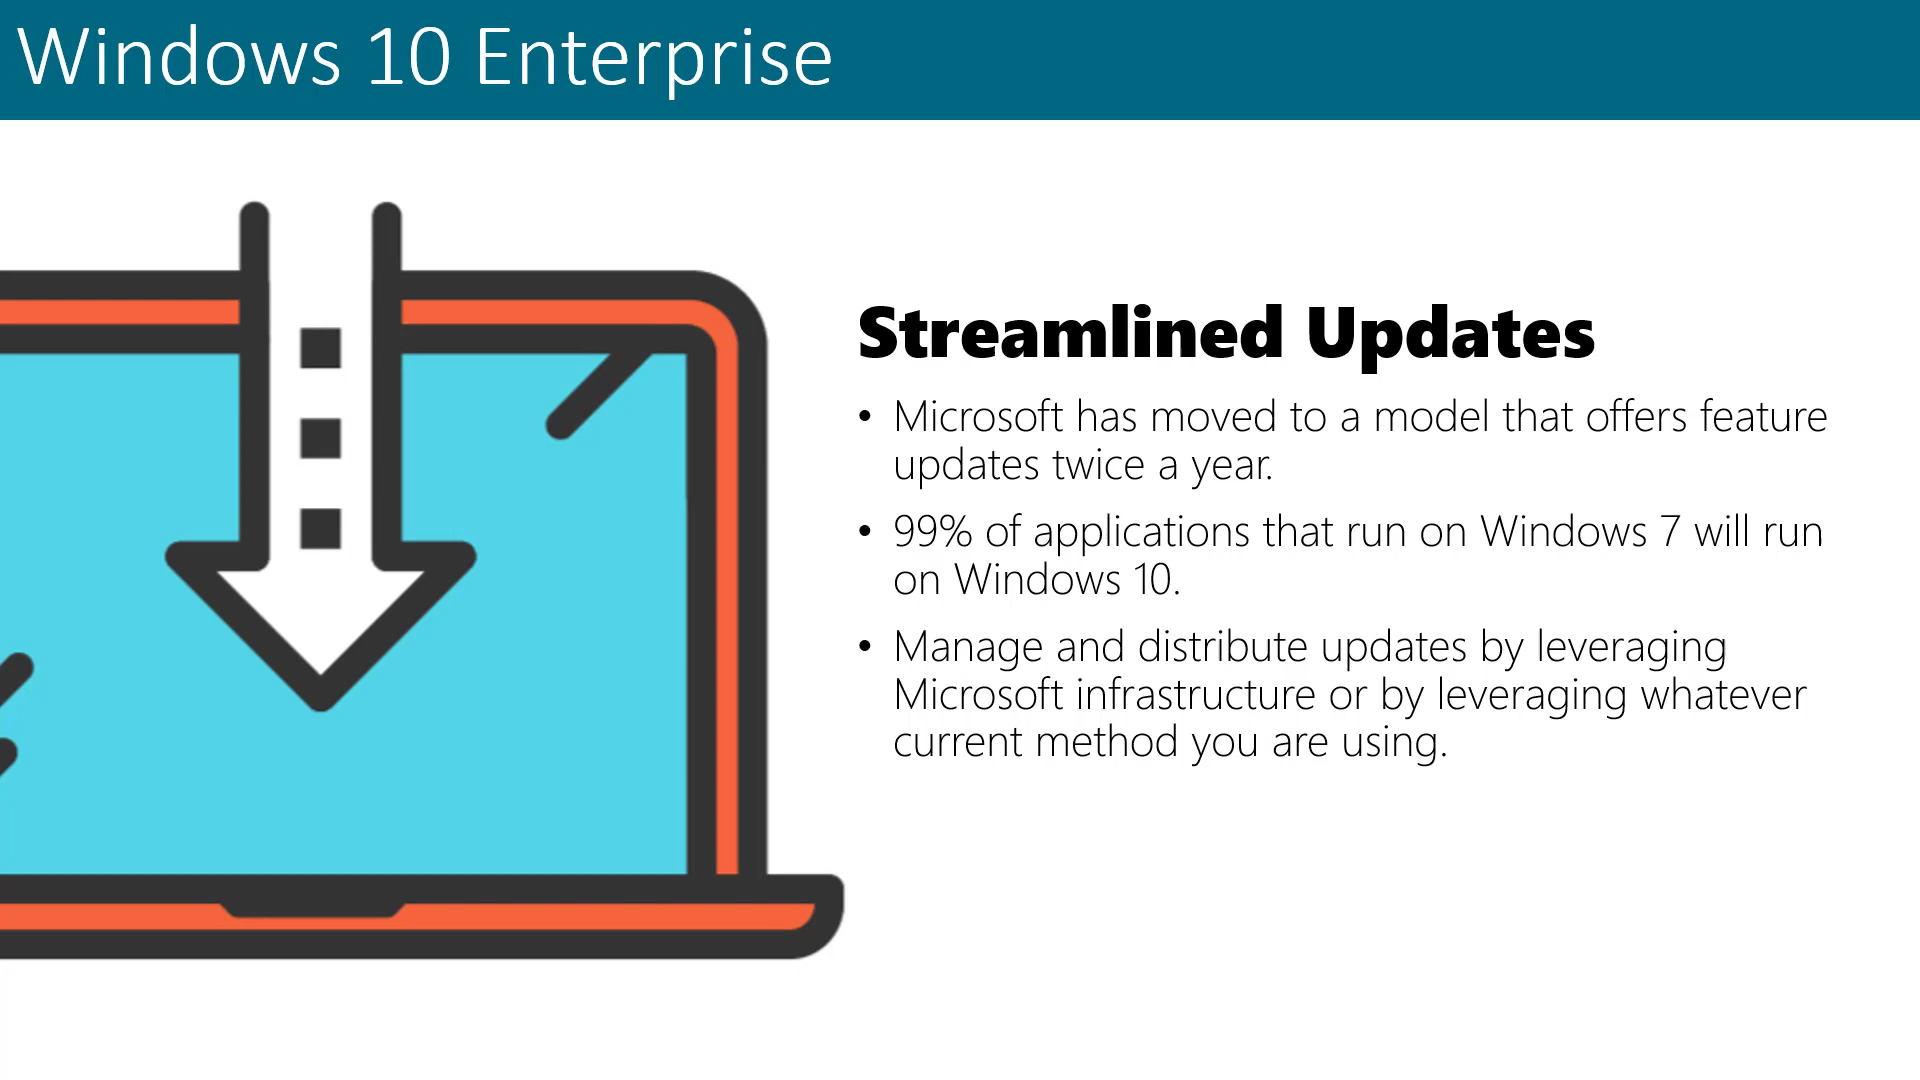 Windows 10 Enterprise
Streamlined Updates
• Microsoft has moved to a model that offers feature
updates twice a year.
• 99% of applications that run on Windows 7 will run
on Windows 10.
• Manage and distribute updates by leveraging
Microsoft infrastructure or by leveraging whatever
current method you are using.